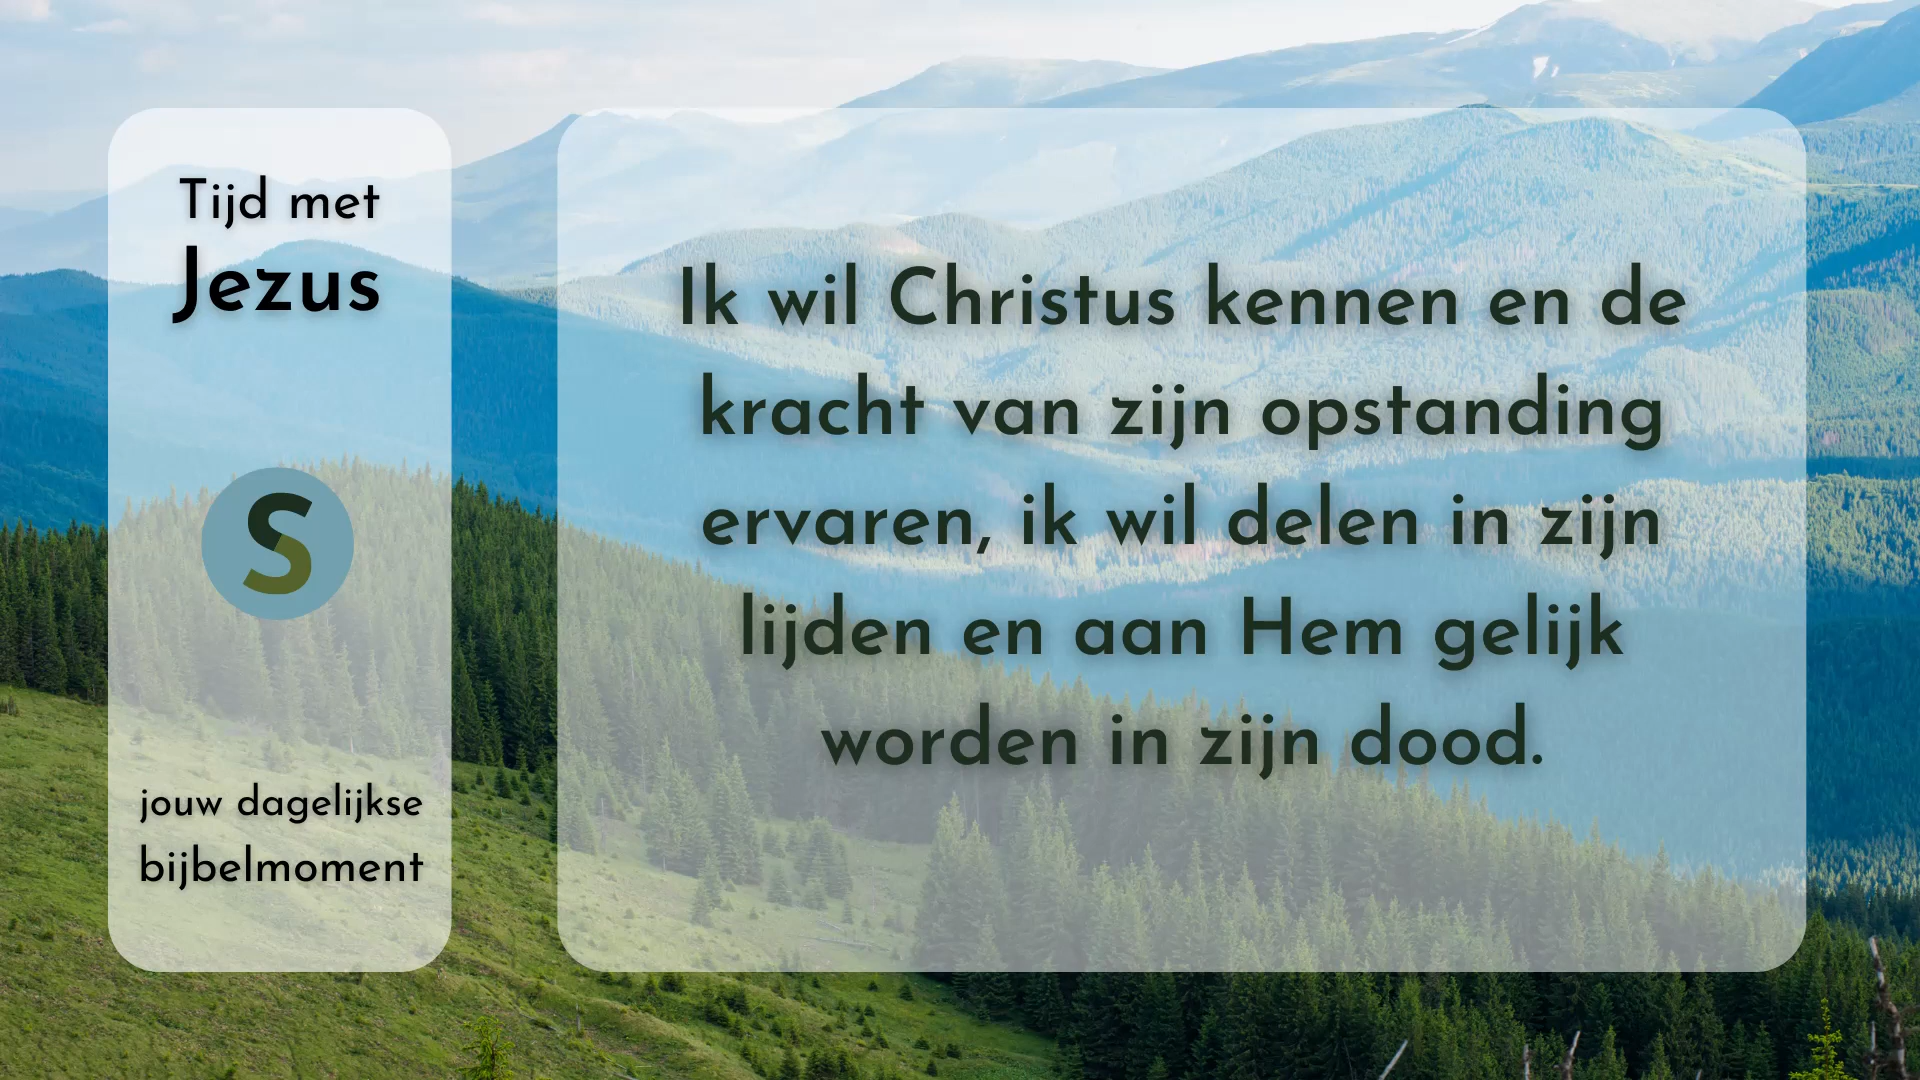 Tijd met
Jezus
S
jouw dagelijkse
bijbelmoment
Ik wil Christus kennen en de
kracht van zijn opstanding
ervaren, ik wil delen in zijn
lijden en aan Hem gelijk
worden in zijn dood.